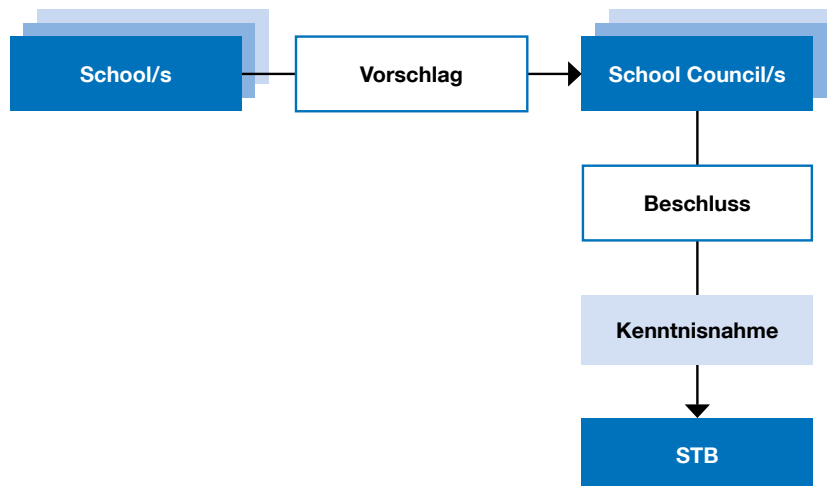 School/s
Vorschlag
School Council/s
Beschluss
Kenntnisnahme
STB